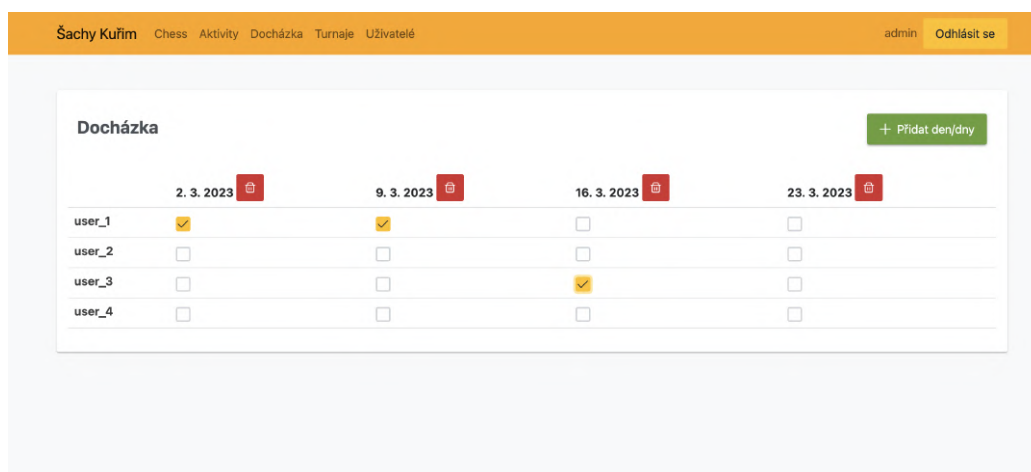 Šachy Kuřim Chess Aktivity Docházka Turnaje Uživatelé admin Odhlásit se
Docházka + Přidat den/dny
2. 3. 2023 9. 3. 2023 16. 3. 2023 23. 3. 2023
user_1
user_2
user_3
user_4